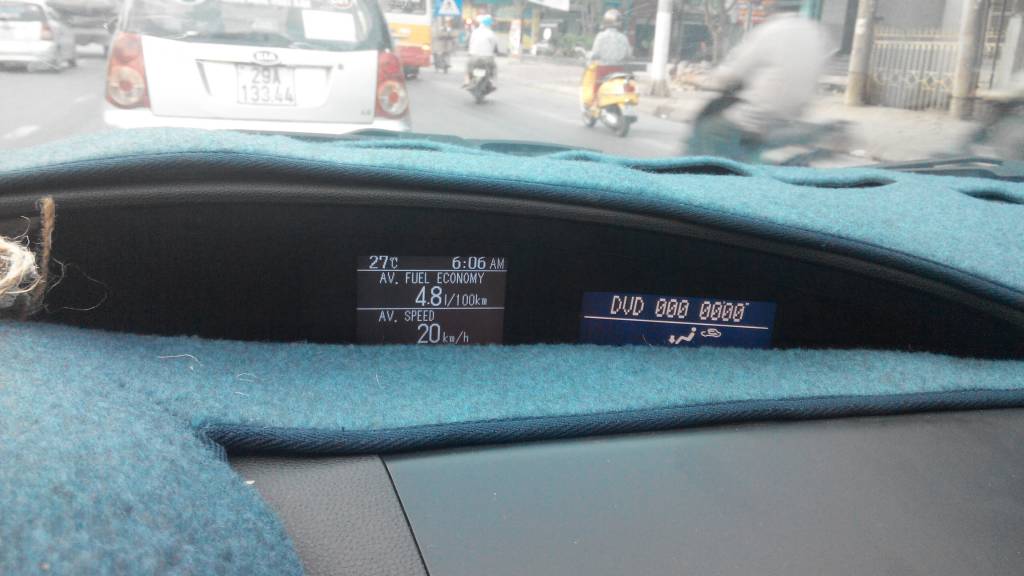 KIA
29A
133.44
27℃ 6:06 AM
AV. FUEL ECONOMY
4.8 l/100km
AV. SPEED
20 km/h
DVD 000 0000